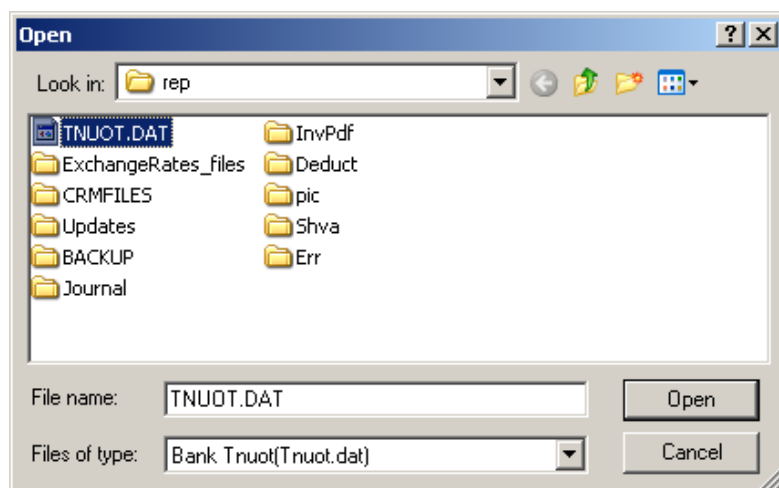 Open
Look in: rep
TNUOT.DAT InvPdf
ExchangeRates_files Deduct
CRMFILES pic
Updates Shva
BACKUP Err
Journal
File name: TNUOT.DAT Open
Files of type: Bank Tnuot(Tnuot.dat) Cancel